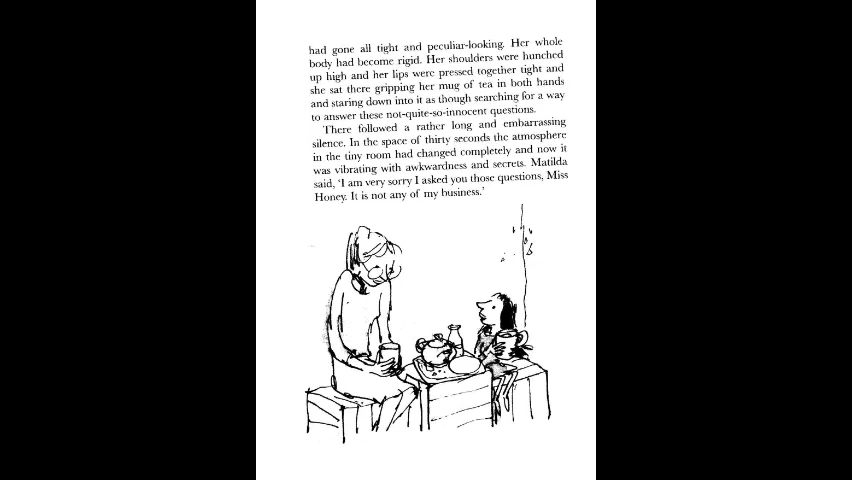 had gone all tight and peculiar-looking. Her whole
body had become rigid. Her shoulders were hunched
up high and her lips were pressed together tight and
she sat there gripping her mug of tea in both hands
and staring down into it as though searching for a way
to answer these not-quite-so-innocent questions.
There followed a rather long and embarrassing
silence. In the space of thirty seconds the atmosphere
in the tiny room had changed completely and now it
was vibrating with awkwardness and secrets. Matilda
said, ‘I am very sorry I asked you those questions, Miss
Honey. It is not any of my business.’